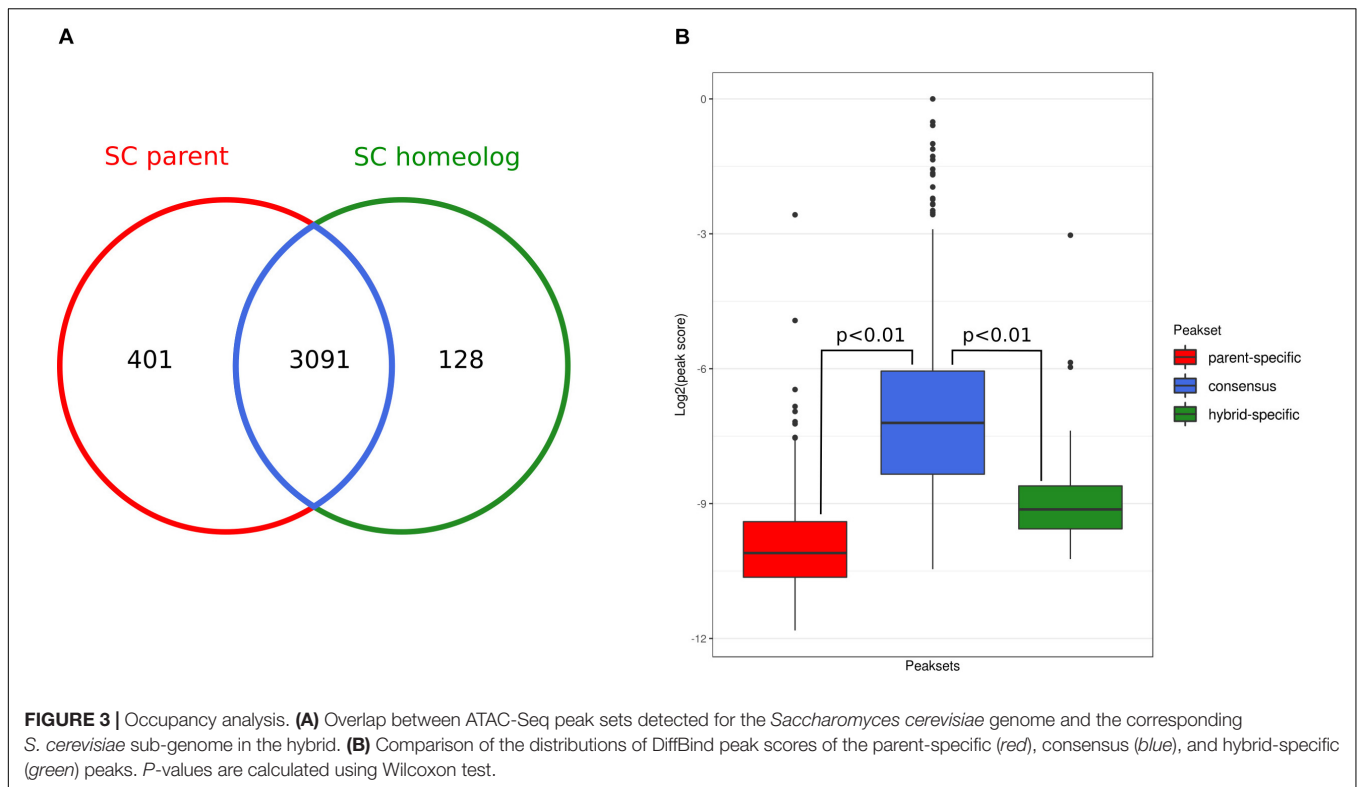 A
SC parent
SC homeolog
401
3091
128
B
0
-3
-6
-9
-12
Log2(peak score)
p<0.01
p<0.01
Peaksets
Peakset
parent-specific
consensus
hybrid-specific
FIGURE 3 | Occupancy analysis. (A) Overlap between ATAC-Seq peak sets detected for the Saccharomyces cerevisiae genome and the corresponding
S. cerevisiae sub-genome in the hybrid. (B) Comparison of the distributions of DiffBind peak scores of the parent-specific (red), consensus (blue), and hybrid-specific
(green) peaks. P-values are calculated using Wilcoxon test.